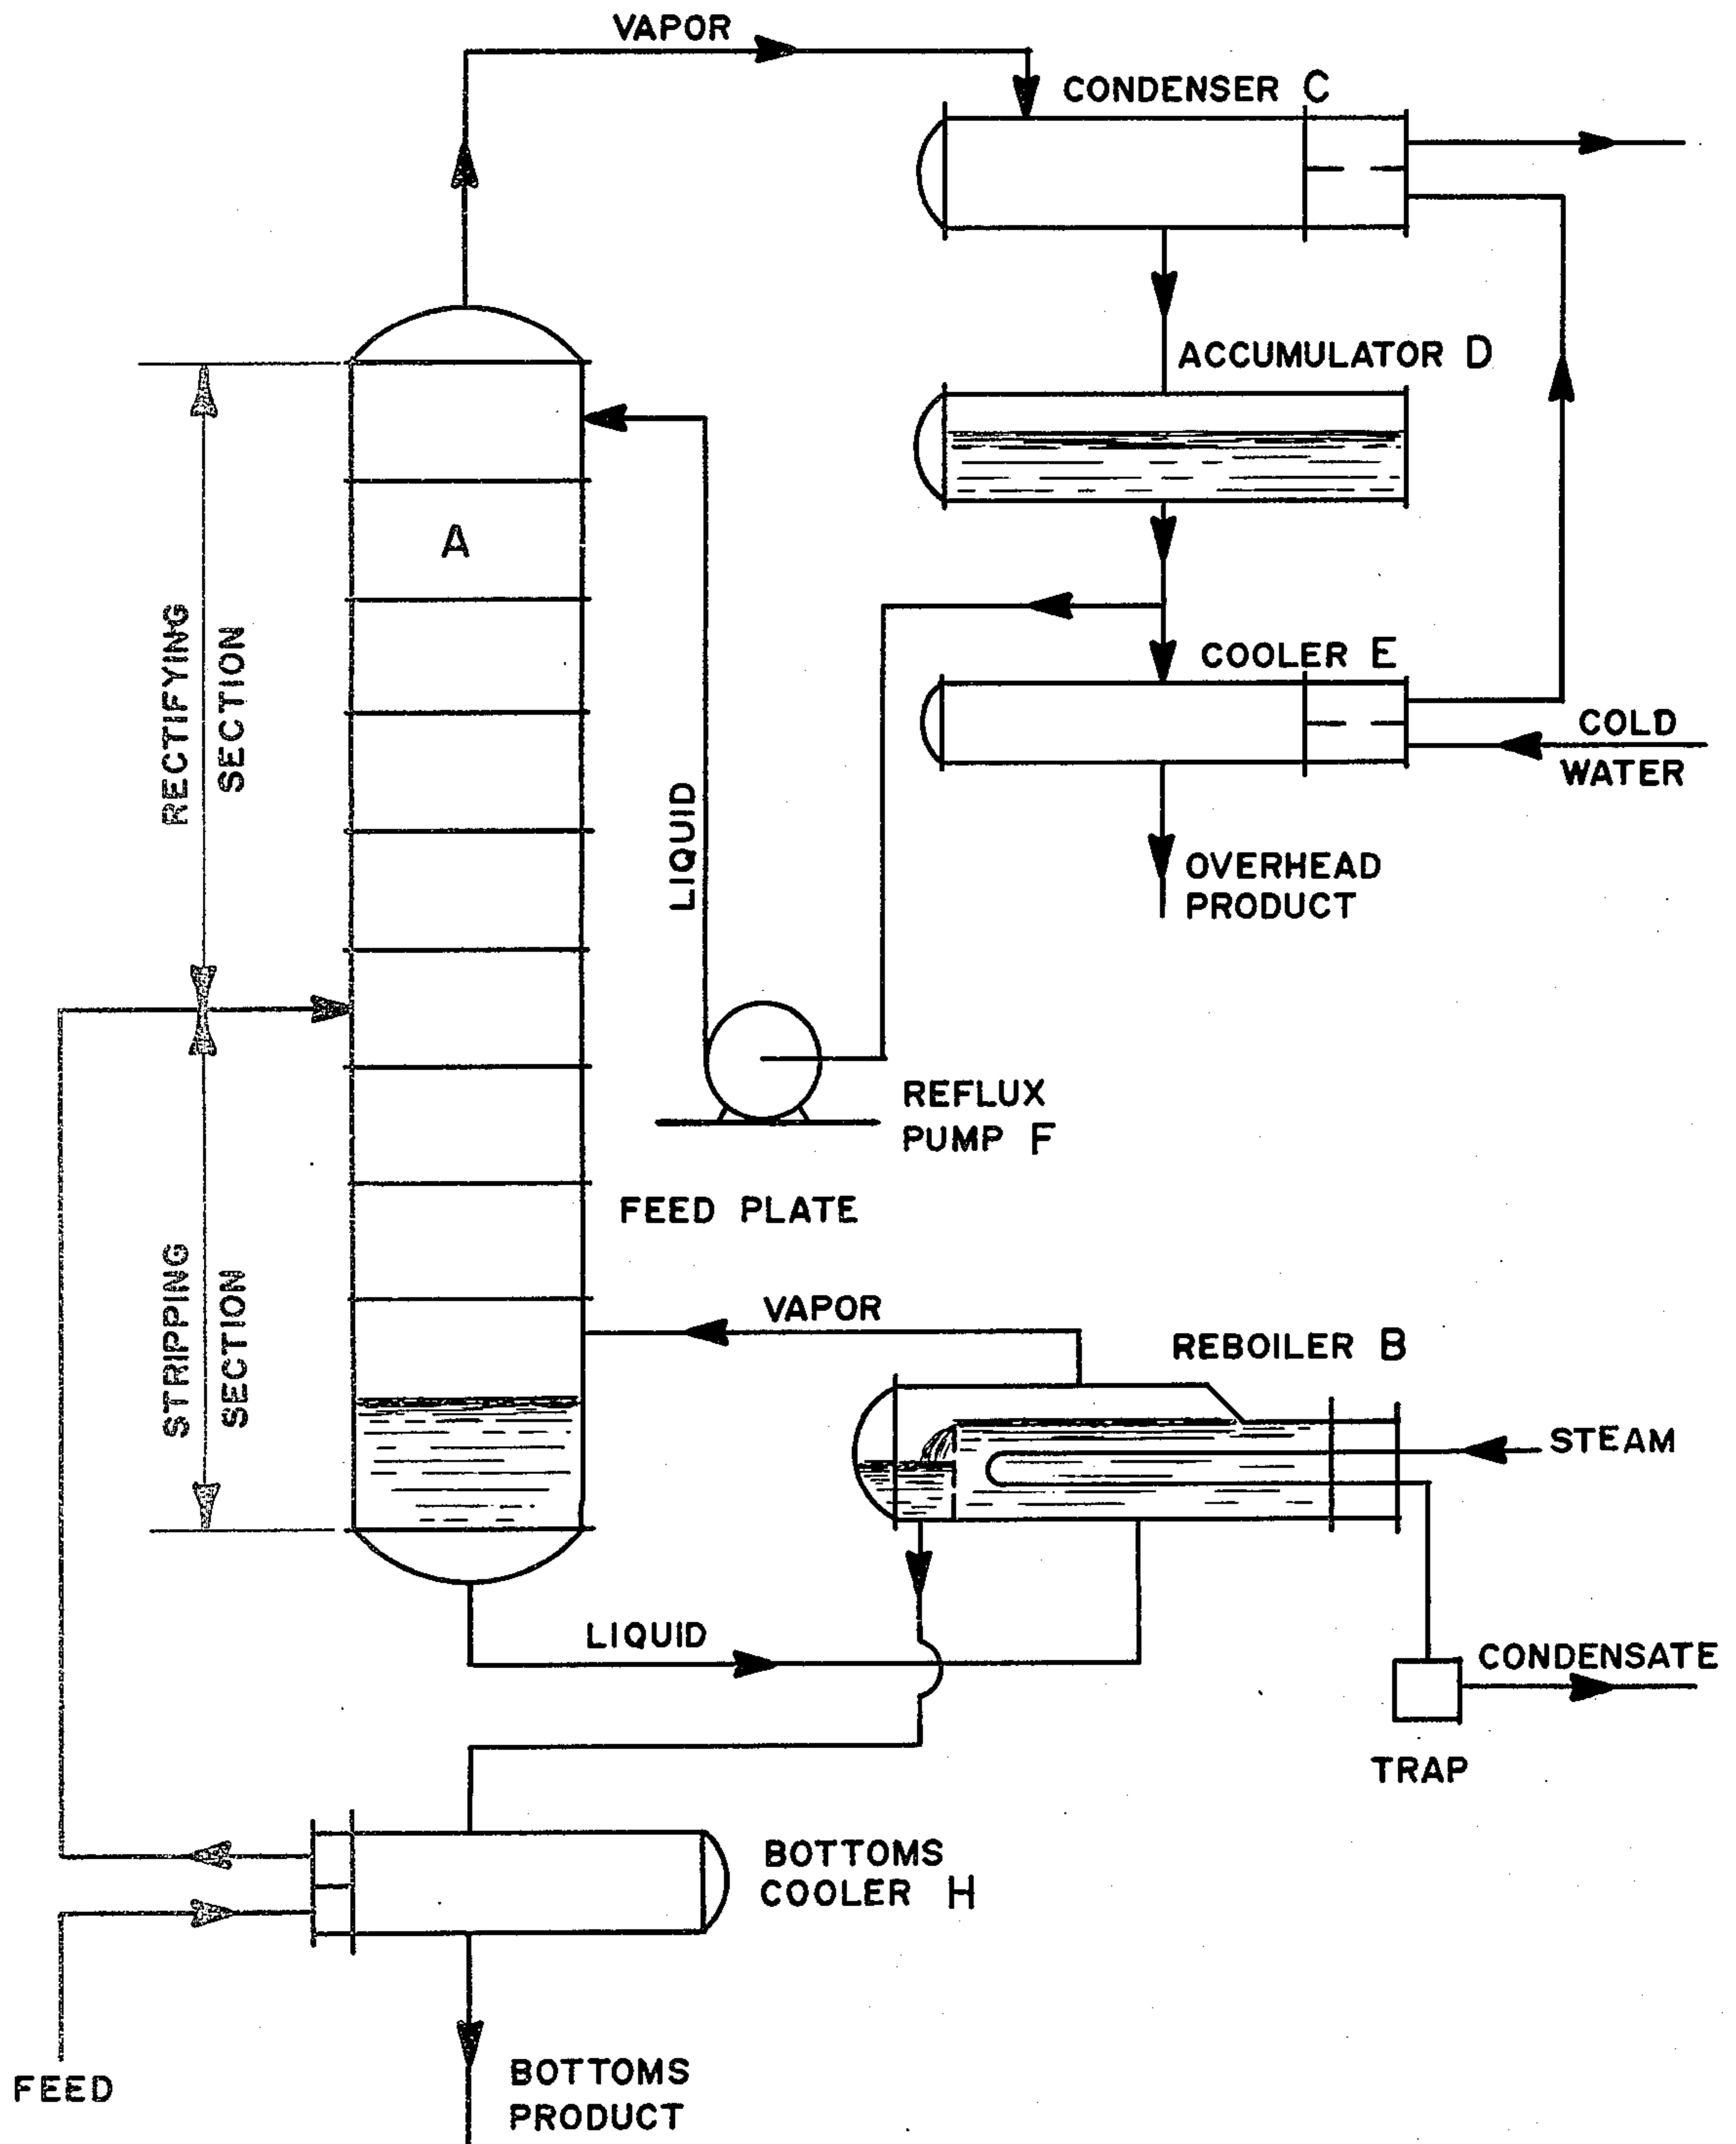 VAPOR
CONDENSER C
ACCUMULATOR D
A
RECTIFYING
SECTION
COOLER E
COLD
WATER
LIQUID
OVERHEAD
PRODUCT
REFLUX
PUMP F
FEED PLATE
STRIPPING
SECTION
VAPOR
REBOILER B
STEAM
LIQUID
CONDENSATE
TRAP
BOTTOMS
COOLER H
FEED
BOTTOMS
PRODUCT